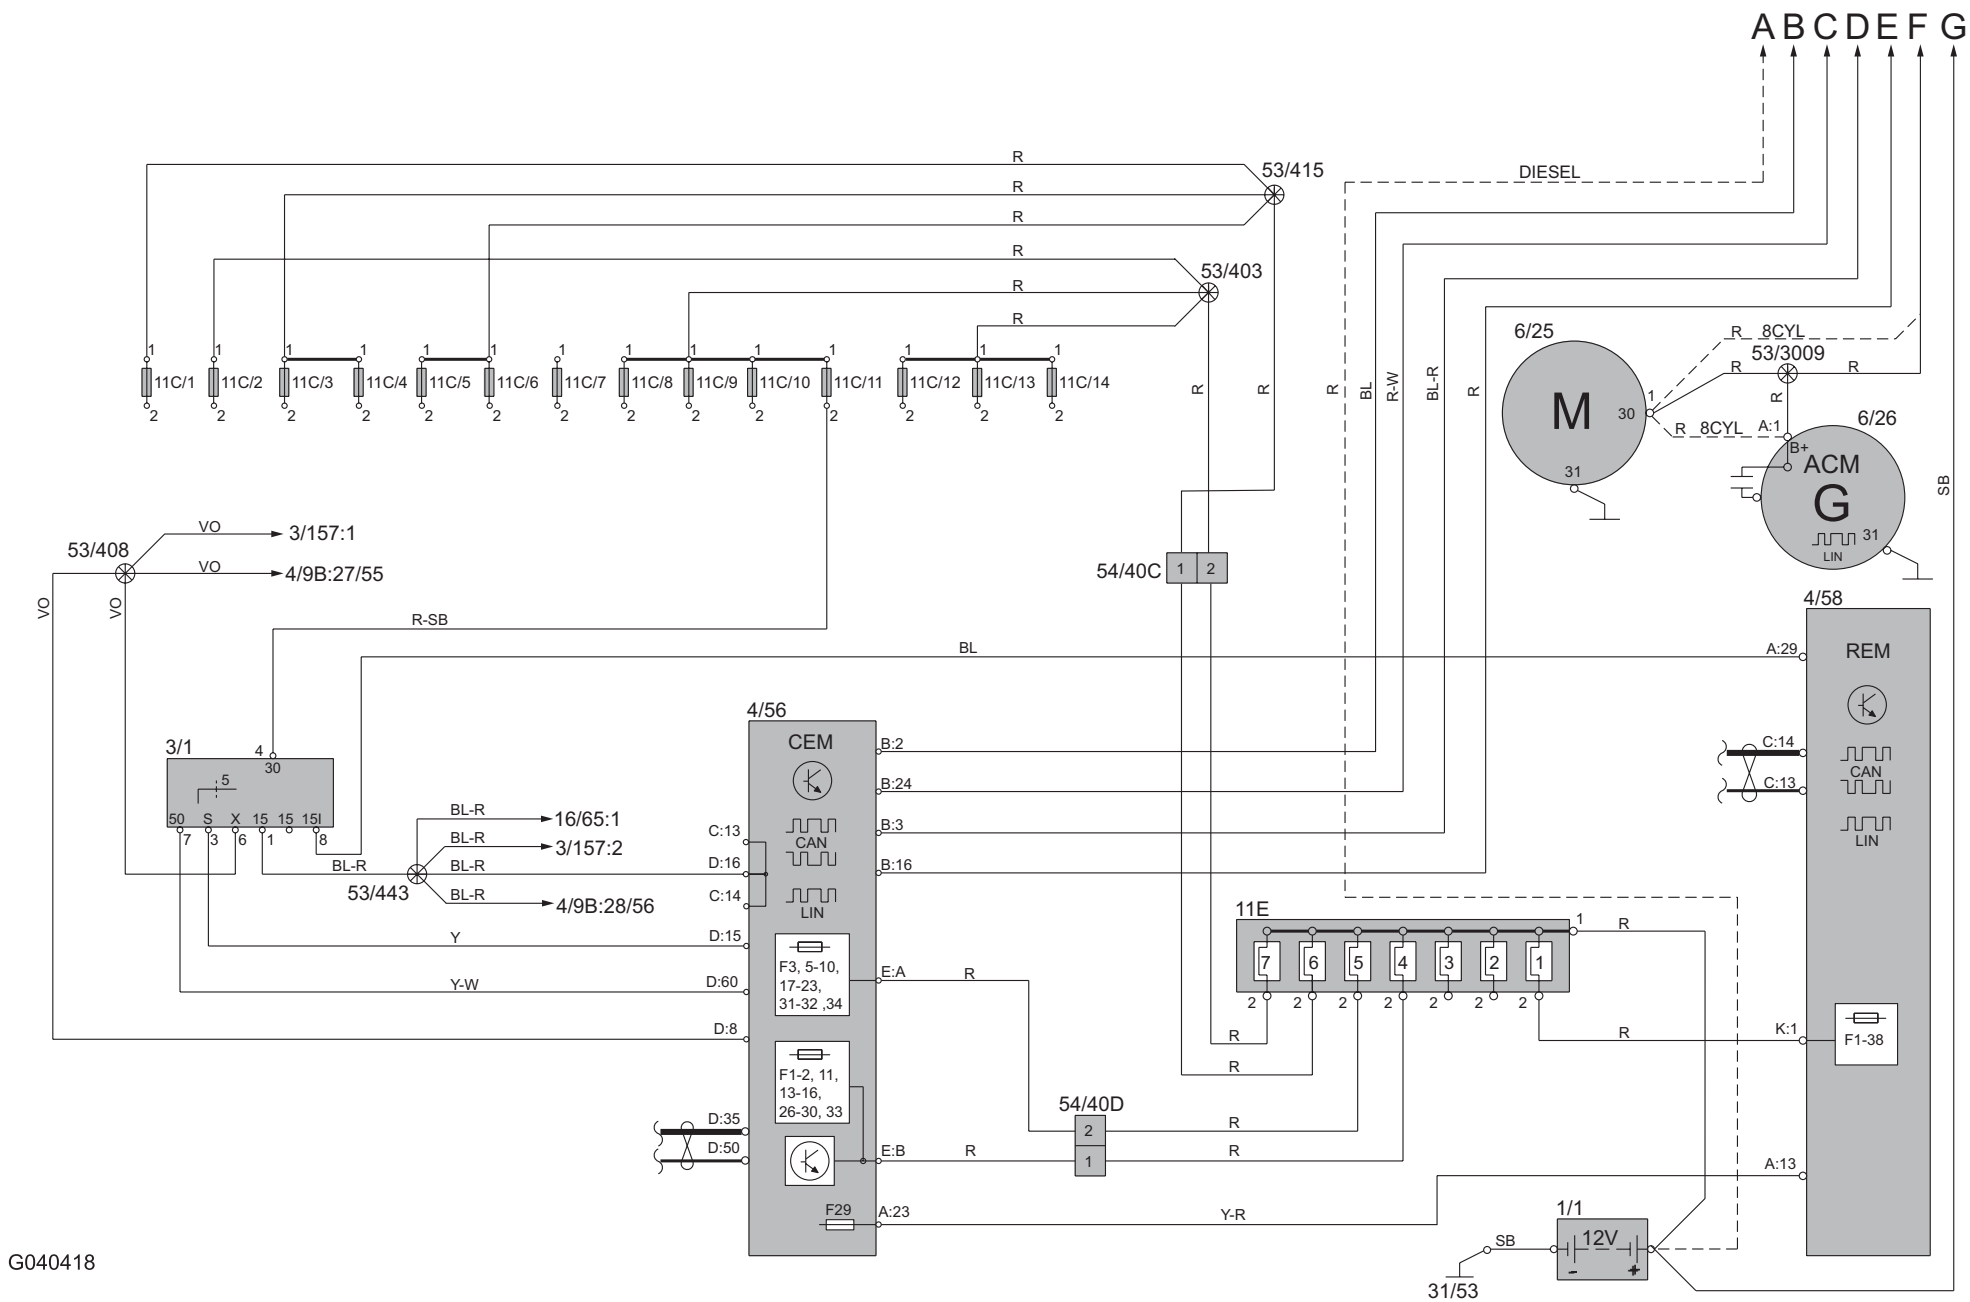 A B C D E F G
R
53/415
DIESEL
R
R
R
53/403
R
R
6/25
R 8CYL
53/3009
R R
1 1 1 1 1 1 1 1 1 1 1 1 1 1
11C/1 11C/2 11C/3 11C/4 11C/5 11C/6 11C/7 11C/8 11C/9 11C/10 11C/11 11C/12 11C/13 11C/14
2 2 2 2 2 2 2 2 2 2 2 2 2 2
R R R BL R-W BL-R R
M 30 1
31
R
R 8CYL A:1
6/26
B+
ACM
G
31
LIN
SB
VO 3/157:1
53/408
VO 4/9B:27/55
VO VO
54/40C 1 2
R-SB
BL
4/58
A:29
REM
C:14
CAN
C:13
LIN
3/1
4
30
5
50 S X 15 15 15I
7 3 6 1 8
BL-R 16/65:1
BL-R 3/157:2
BL-R BL-R
53/443
BL-R 4/9B:28/56
4/56
CEM
B:2
B:24
C:13
CAN
B:3
D:16
B:16
C:14
LIN
Y D:15
F3, 5-10,
17-23,
31-32 ,34
E:A R
Y-W D:60
D:8
F1-2, 11,
13-16,
26-30, 33
D:35
D:50
E:B R
F29 A:23
11E
1 R
7 6 5 4 3 2 1
2 2 2 2 2 2 2
R
R
R K:1
F1-38
54/40D
2 R
1 R
A:13
Y-R
1/1
12V
- +
SB
31/53
G040418